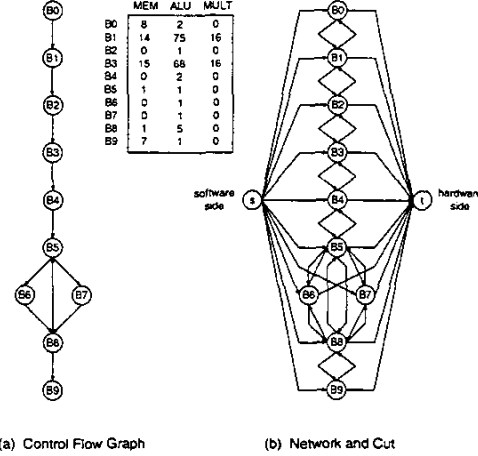 MEM ALU MULT
B0 8 2 0
B1 14 75 16
B2 0 1 0
B3 15 68 16
B4 0 2 0
B5 1 1 0
B6 0 1 0
B7 0 1 0
B8 1 5 0
B9 7 1 0
B0
B1
B2
B3
B4
B5
B6 B7
B8
B9
B0
B1
B2
B3
software side
s
B4
t
hardware side
B5
B6 B7
B8
B9
(a) Control Flow Graph
(b) Network and Cut